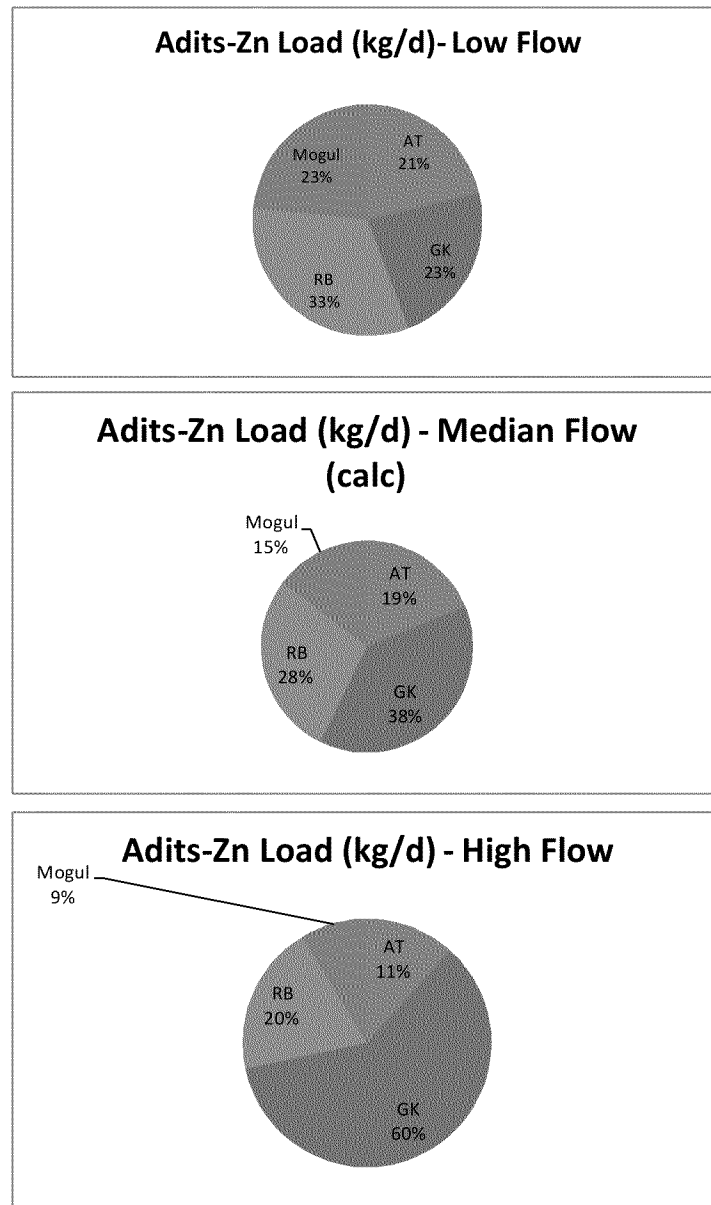 Adits-Zn Load (kg/d)- Low Flow
Mogul
23%
AT
21%
GK
23%
RB
33%
Adits-Zn Load (kg/d) - Median Flow
(calc)
Mogul
15%
AT
19%
RB
28%
GK
38%
Adits-Zn Load (kg/d) - High Flow
Mogul
9%
AT
11%
RB
20%
GK
60%